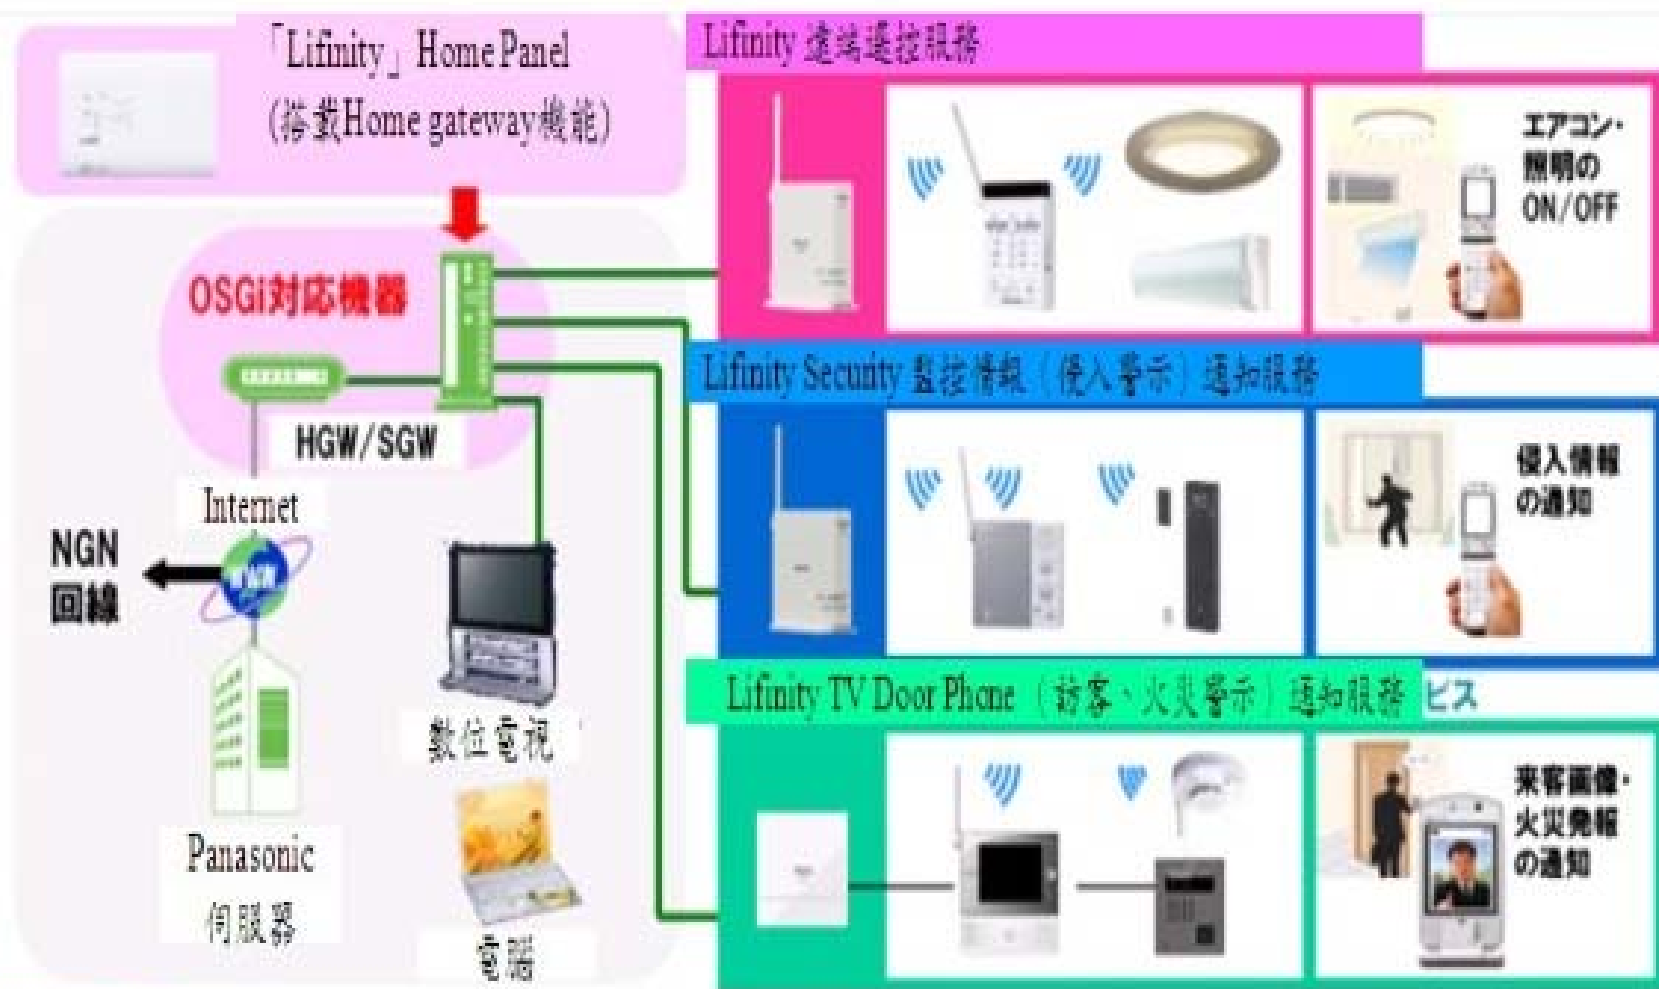 「Lifinity」Home Panel
(搭載Home gateway機能)
OSGi対応機器
HGW/SGW
Internet
NGN
回線
Panasonic
伺服器
數位電視
電腦
Lifinity 遠端遙控服務
エアコン・
照明の
ON/OFF
Lifinity Security 監控情報（侵入警示）通知服務
侵入情報
の通知
Lifinity TV Door Phone （訪客、火災警示）通知服務 ビス
来客画像・
火災発報
の通知